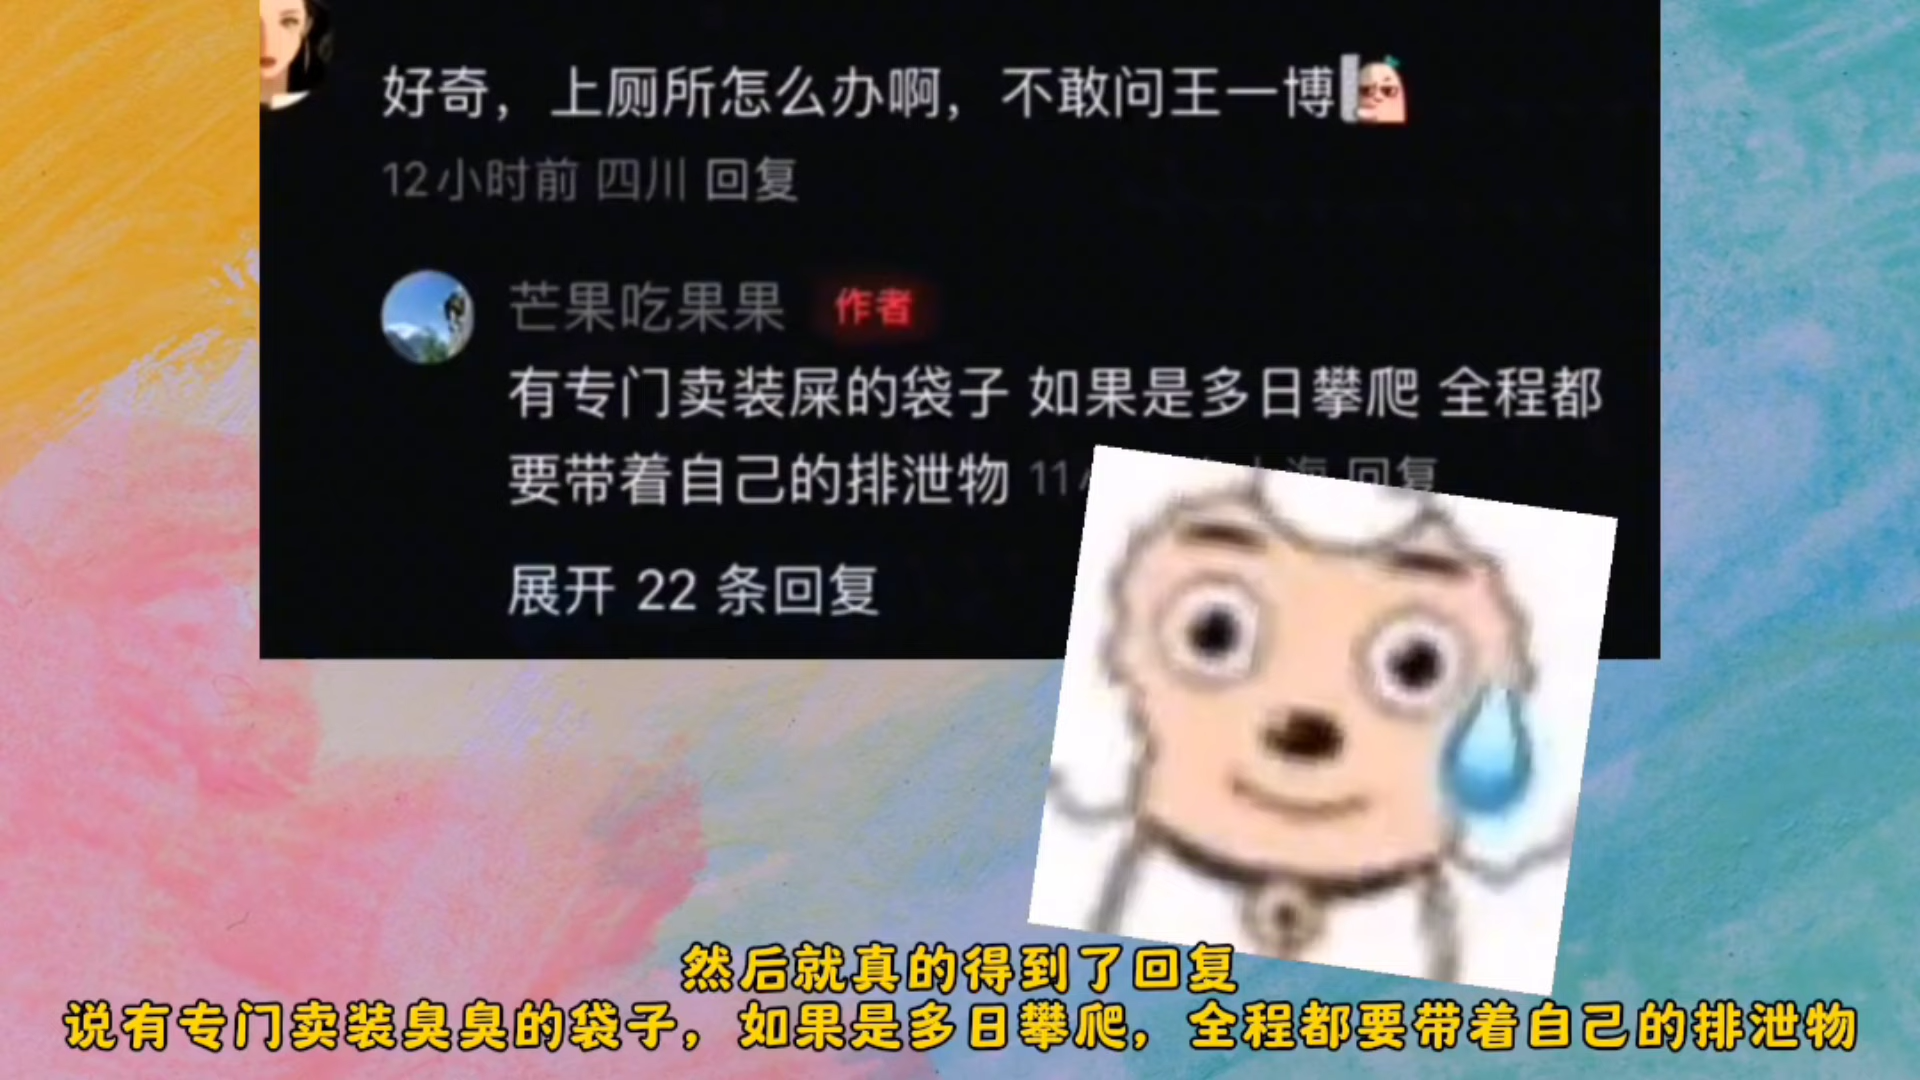 好奇，上厕所怎么办啊，不敢问王一博
12小时前 四川 回复
芒果吃果果 作者
有专门卖装屎的袋子 如果是多日攀爬 全程都
要带着自己的排泄物 11 海 回复
展开 22 条回复
然后就真的得到了回复
说有专门卖装臭臭的袋子，如果是多日攀爬，全程都要带着自己的排泄物